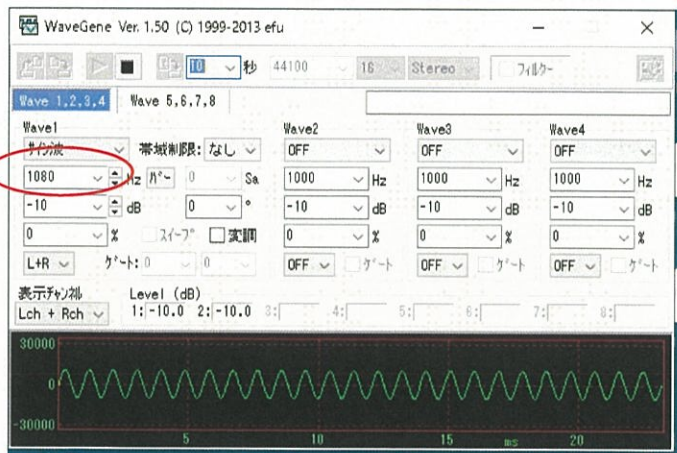 WaveGene Ver. 1.50 (C) 1999-2013 efu
10 秒 44100 16ﾋﾞｯﾄ Stereo ﾌｨﾙﾀｰ
Wave 1,2,3,4 Wave 5,6,7,8
Wave1 Wave2 Wave3 Wave4
ｻｲﾝ波 帯域制限: なし OFF OFF OFF
1080 Hz ﾊﾞｰ 0 Sa 1000 Hz 1000 Hz 1000 Hz
-10 dB 0 ° -10 dB -10 dB -10 dB
0 % ｽｲｰﾌﾟ 変調 0 % 0 % 0 %
L+R ｹﾞｰﾄ: 0 0 OFF ｹﾞｰﾄ OFF ｹﾞｰﾄ OFF ｹﾞｰﾄ
表示ﾁｬﾝﾈﾙ Level (dB)
Lch + Rch 1: -10.0 2: -10.0 3: 4: 5: 6: 7: 8:
30000
0
-30000
5 10 15 ms 20